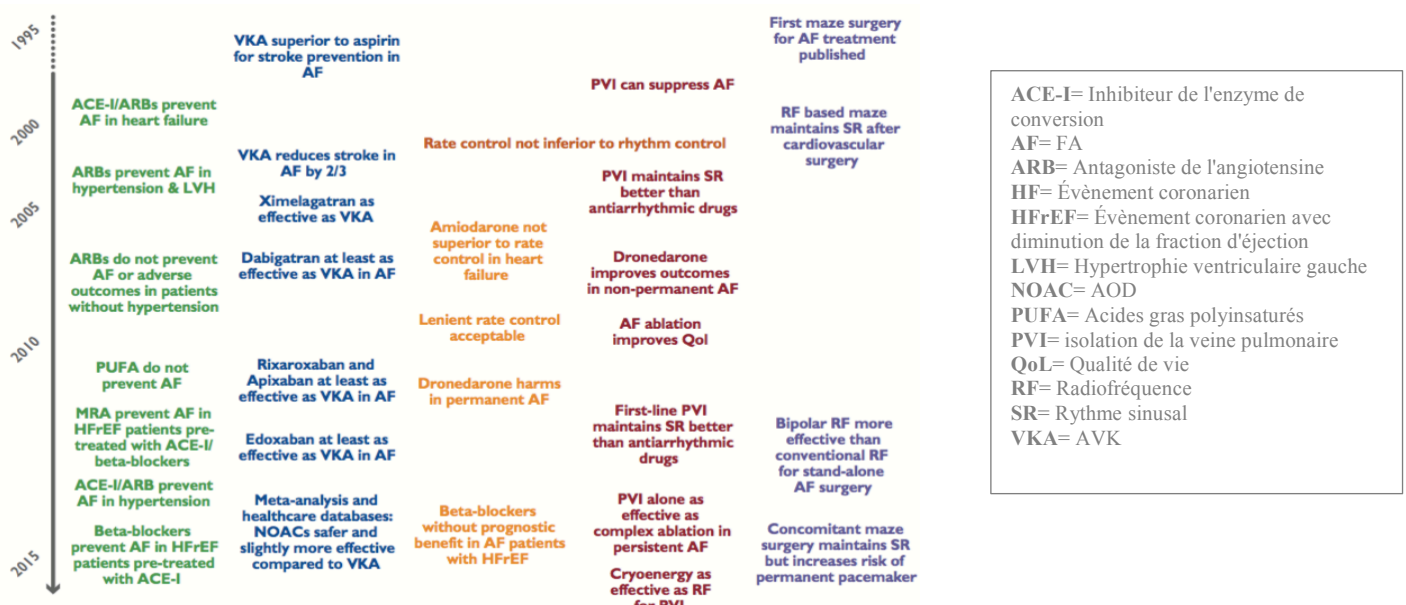 1995
2000
2005
2010
2015
ACE-I/ARBs prevent
AF in heart failure
ARBs prevent AF in
hypertension & LVH
ARBs do not prevent
AF or adverse
outcomes in patients
without hypertension
PUFA do not
prevent AF
MRA prevent AF in
HFrEF patients pre-
treated with ACE-I/
beta-blockers
ACE-I/ARB prevent
AF in hypertension
Beta-blockers
prevent AF in HFrEF
patients pre-treated
with ACE-I
VKA superior to aspirin
for stroke prevention in
AF
VKA reduces stroke in
AF by 2/3
Ximelagatran as
effective as VKA
Dabigatran at least as
effective as VKA in AF
Rixaroxaban and
Apixaban at least as
effective as VKA in AF
Edoxaban at least as
effective as VKA in AF
Meta-analysis and
healthcare databases:
NOACs safer and
slightly more effective
compared to VKA
Rate control not inferior to rhythm control
Amiodarone not
superior to rate
control in heart
failure
Lenient rate control
acceptable
Dronedarone harms
in permanent AF
Beta-blockers
without prognostic
benefit in AF patients
with HFrEF
PVI can suppress AF
PVI maintains SR
better than
antiarrhythmic drugs
Dronedarone
improves outcomes
in non-permanent AF
AF ablation
improves Qol
First-line PVI
maintains SR better
than antiarrhythmic
drugs
PVI alone as
effective as
complex ablation in
persistent AF
Cryoenergy as
effective as RF
for PVI
First maze surgery
for AF treatment
published
RF based maze
maintains SR after
cardiovascular
surgery
Bipolar RF more
effective than
conventional RF
for stand-alone
AF surgery
Concomitant maze
surgery maintains SR
but increases risk of
permanent pacemaker
ACE-I= Inhibiteur de l'enzyme de
conversion
AF= FA
ARB= Antagoniste de l'angiotensine
HF= Évènement coronarien
HFrEF= Évènement coronarien avec
diminution de la fraction d'éjection
LVH= Hypertrophie ventriculaire gauche
NOAC= AOD
PUFA= Acides gras polyinsaturés
PVI= isolation de la veine pulmonaire
QoL= Qualité de vie
RF= Radiofréquence
SR= Rythme sinusal
VKA= AVK